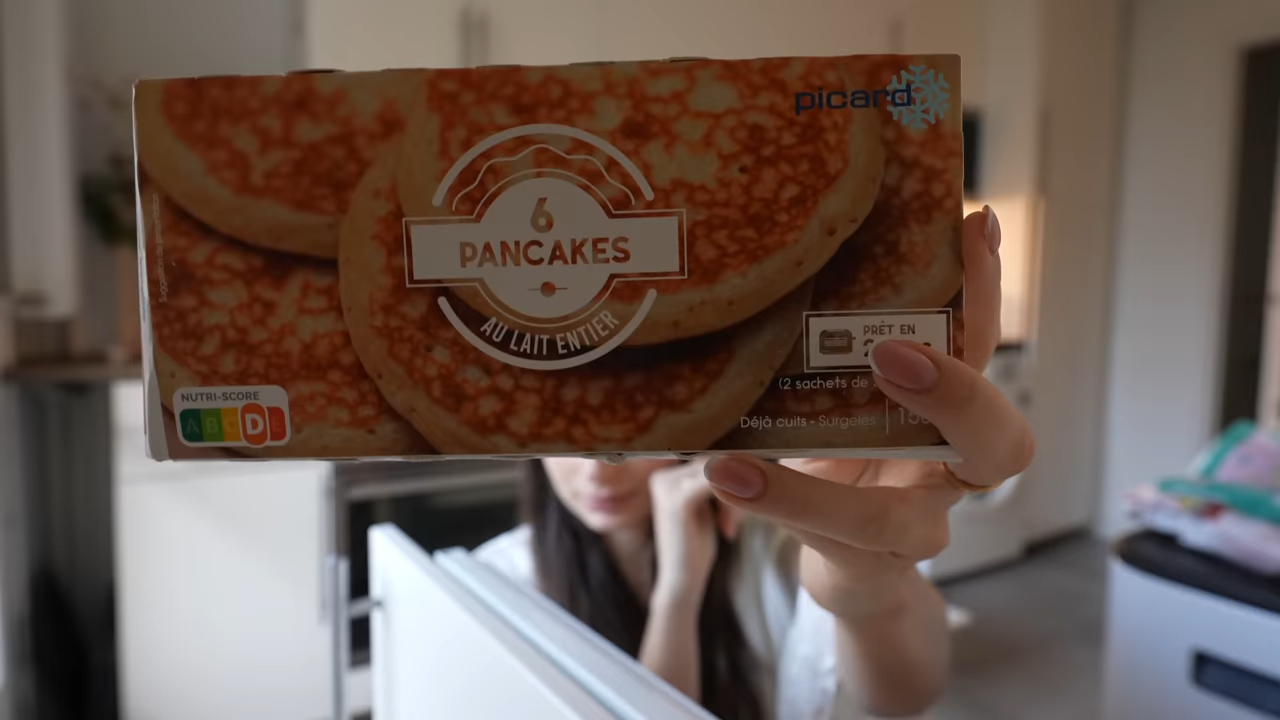 picard
6
PANCAKES
AU LAIT ENTIER
PRÊT EN
(2 sachets de
NUTRI-SCORE
A B C D E
Déjà cuits - Surgelés